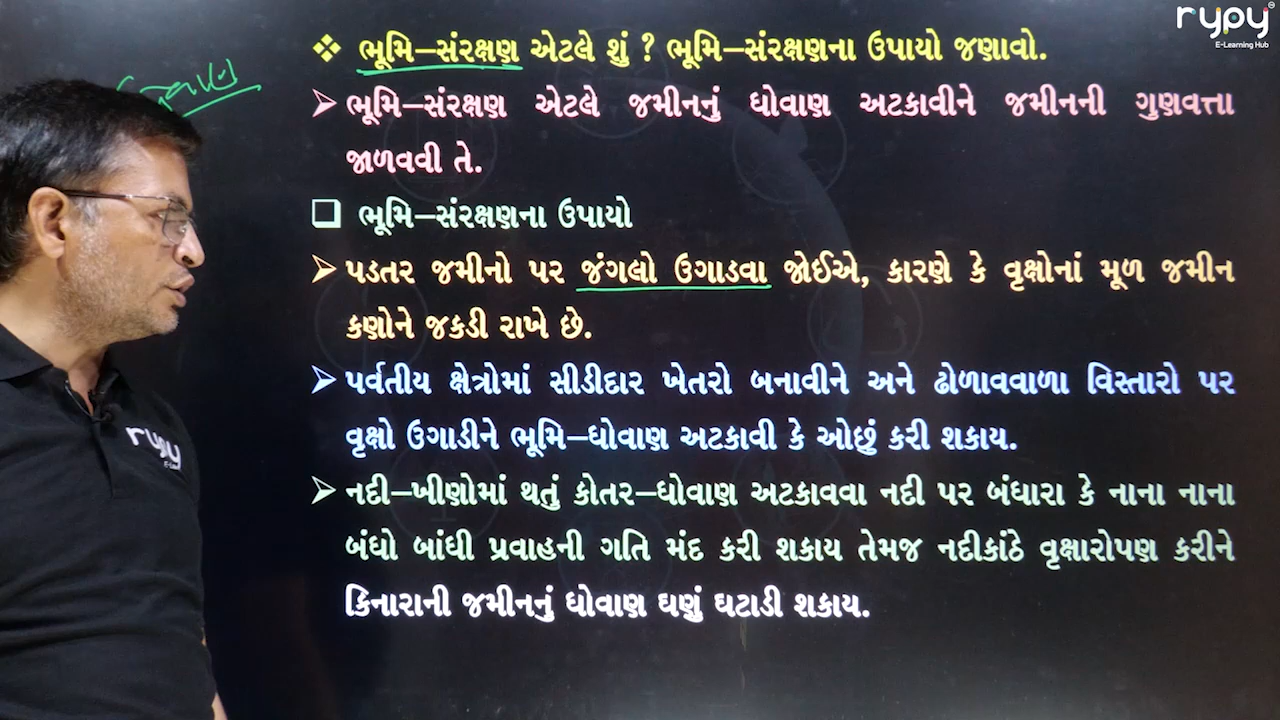 rypy
E-Learning Hub
❖ ભૂમિ–સંરક્ષણ એટલે શું ? ભૂમિ–સંરક્ષણના ઉપાયો જણાવો.
➢ ભૂમિ–સંરક્ષણ એટલે જમીનનું ધોવાણ અટકાવીને જમીનની ગુણવત્તા
જાળવવી તે.
❑ ભૂમિ–સંરક્ષણના ઉપાયો
➢ પડતર જમીનો પર જંગલો ઉગાડવા જોઈએ, કારણે કે વૃક્ષોનાં મૂળ જમીન
કણોને જકડી રાખે છે.
➢ પર્વતીય ક્ષેત્રોમાં સીડીદાર ખેતરો બનાવીને અને ઢોળાવવાળા વિસ્તારો પર
વૃક્ષો ઉગાડીને ભૂમિ–ધોવાણ અટકાવી કે ઓછું કરી શકાય.
➢ નદી–ખીણોમાં થતું કોતર–ધોવાણ અટકાવવા નદી પર બંધારા કે નાના નાના
બંધો બાંધી પ્રવાહની ગતિ મંદ કરી શકાય તેમજ નદીકાંઠે વૃક્ષારોપણ કરીને
કિનારાની જમીનનું ધોવાણ ઘણું ઘટાડી શકાય.
rypy